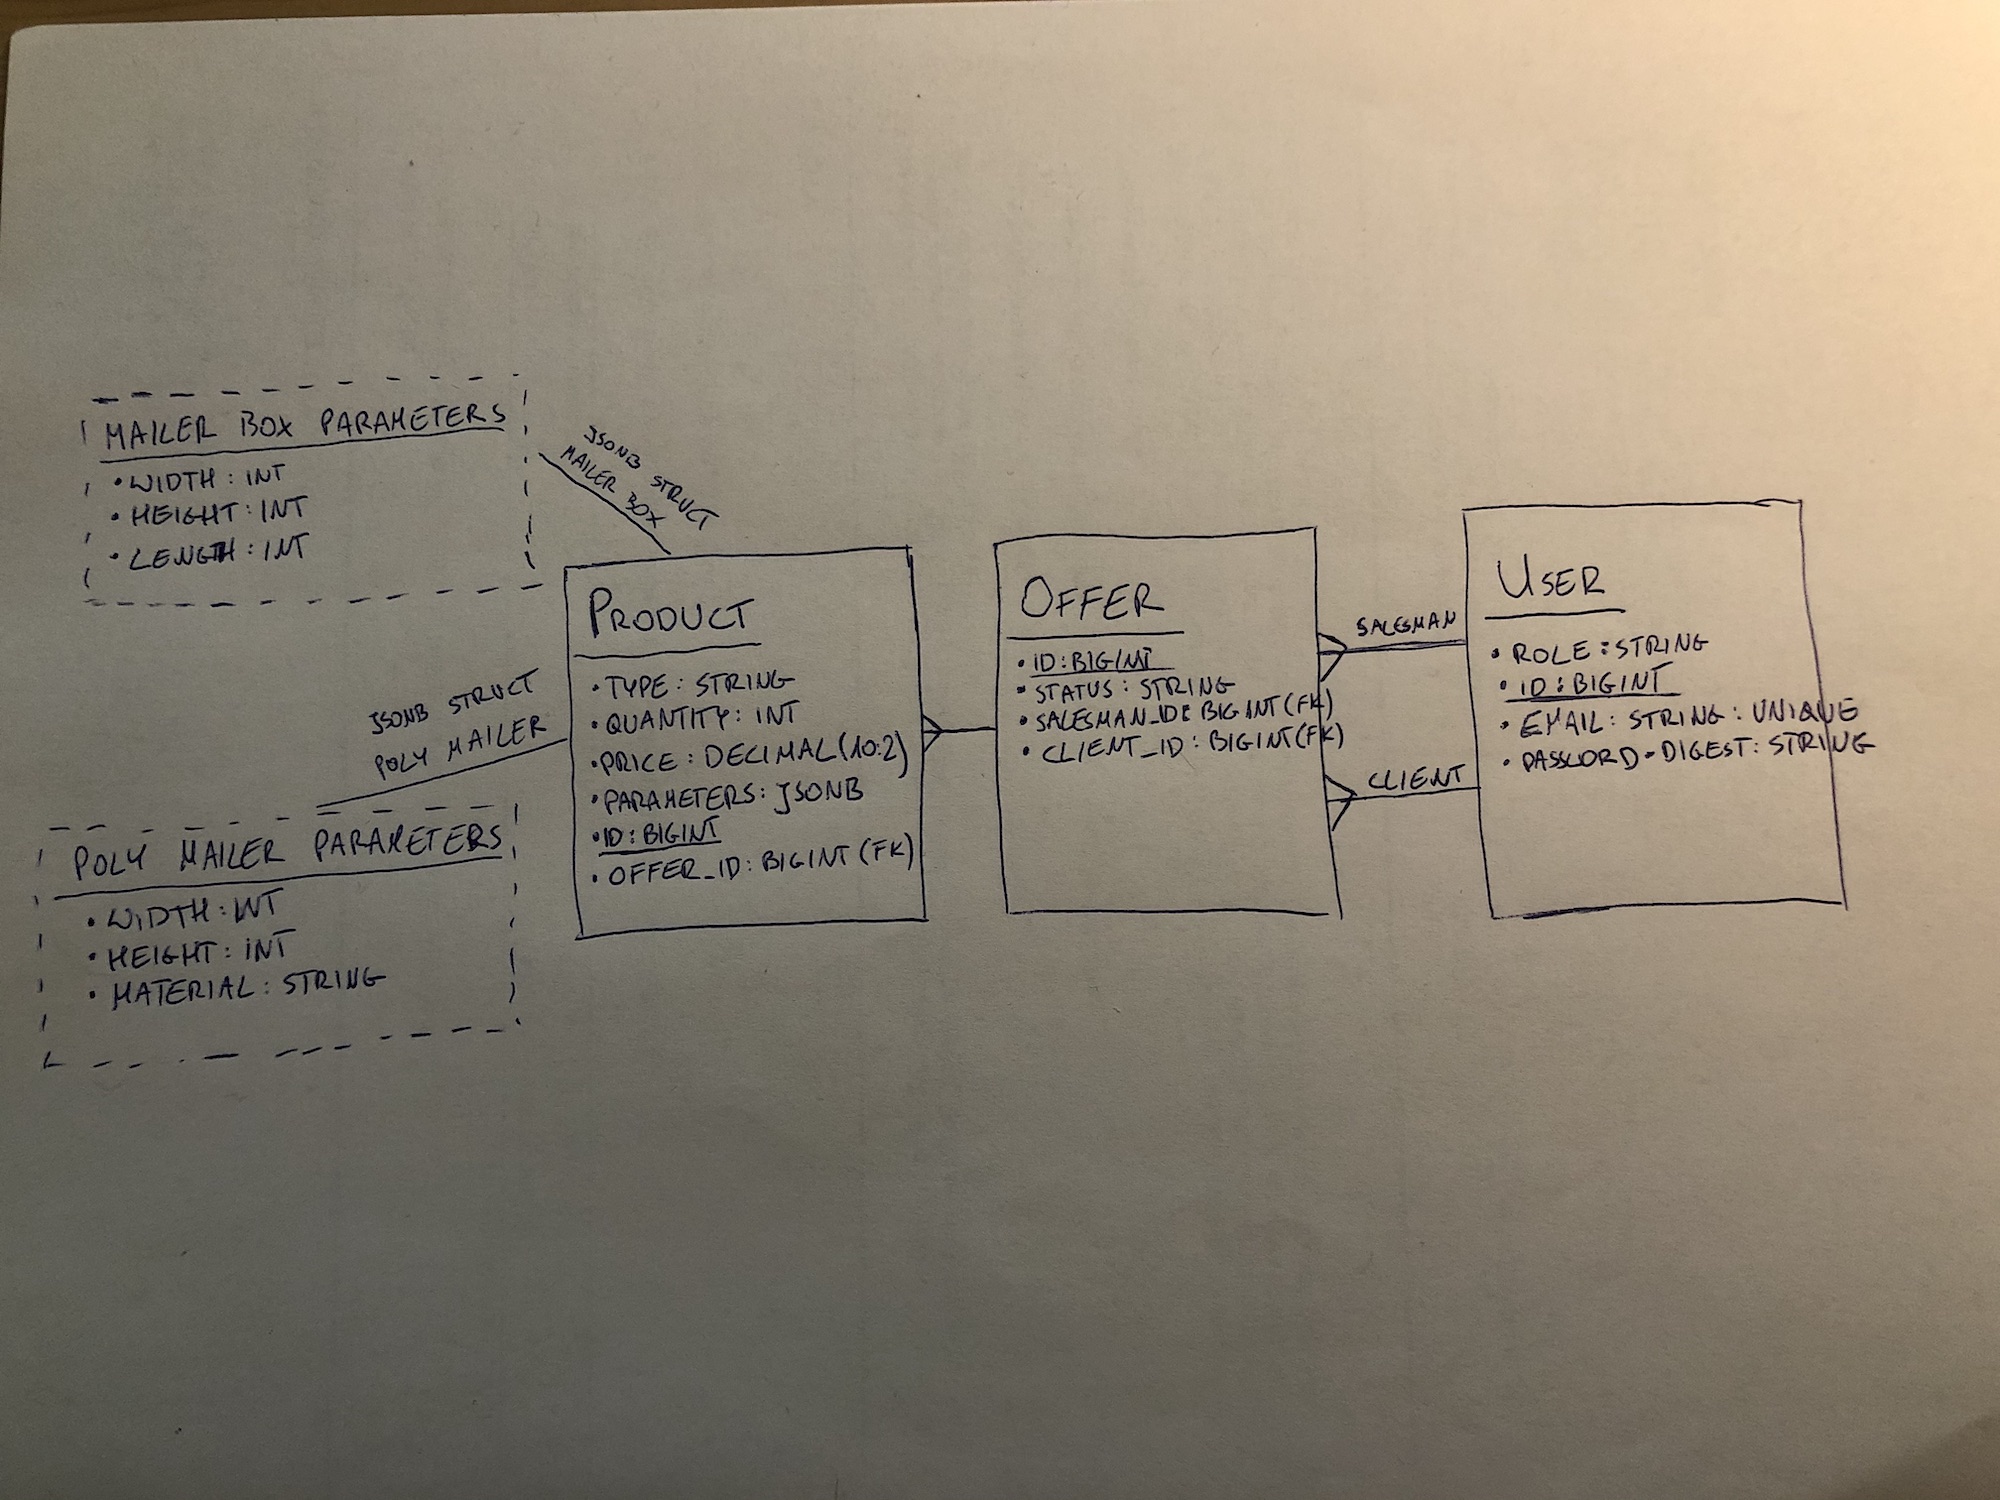 MAILER BOX PARAMETERS
• WIDTH: INT
• HEIGHT: INT
• LENGTH: INT
JSONB STRUCT
MAILER BOX
JSONB STRUCT
POLY MAILER
POLY MAILER PARAMETERS
• WIDTH: INT
• HEIGHT: INT
• MATERIAL: STRING
PRODUCT
• TYPE: STRING
• QUANTITY: INT
• PRICE: DECIMAL(10:2)
• PARAMETERS: JSONB
• ID: BIGINT
• OFFER_ID: BIGINT (FK)
OFFER
• ID: BIGINT
• STATUS: STRING
• SALESMAN_ID: BIGINT (FK)
• CLIENT_ID: BIGINT (FK)
SALESMAN
CLIENT
USER
• ROLE: STRING
• ID: BIGINT
• EMAIL: STRING: UNIQUE
• PASSWORD-DIGEST: STRING